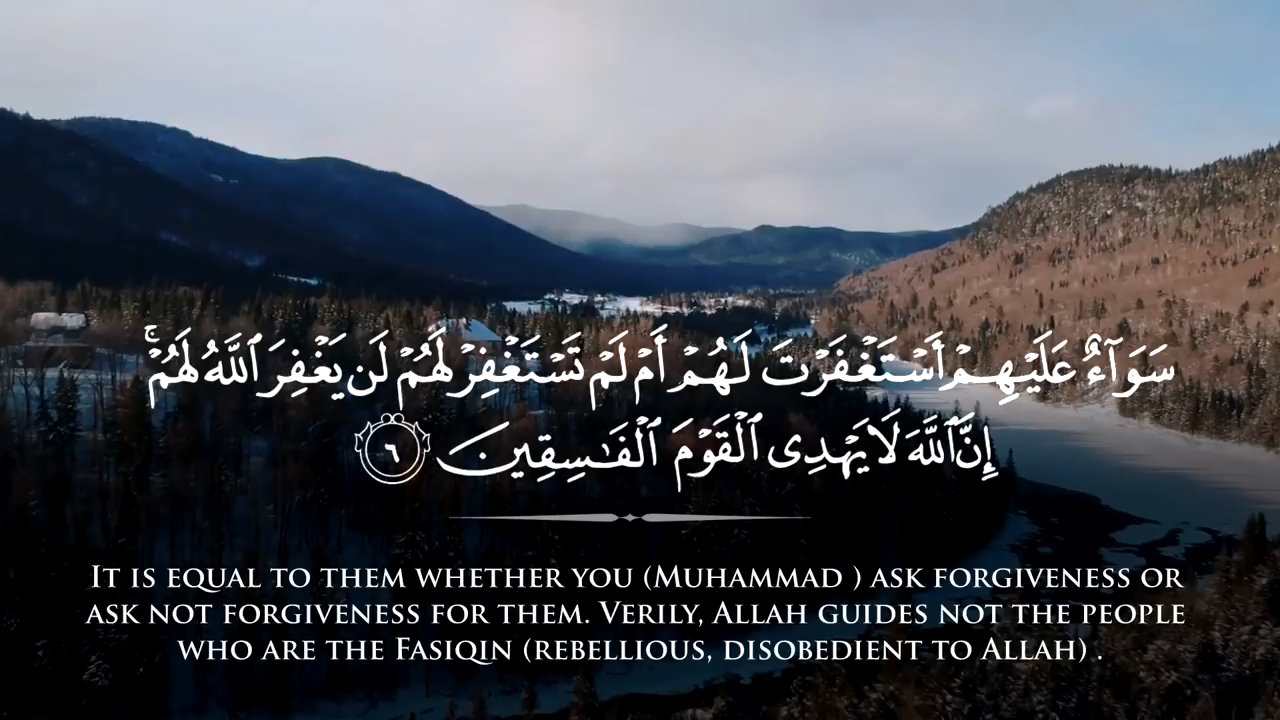 سَوَآءٌ عَلَيْهِمْ أَسْتَغْفَرْتَ لَهُمْ أَمْ لَمْ تَسْتَغْفِرْ لَهُمْ لَن يَغْفِرَ ٱللَّهُ لَهُمْۚ
إِنَّ ٱللَّهَ لَا يَهْدِى ٱلْقَوْمَ ٱلْفَٰسِقِينَ ٦
It is equal to them whether you (Muhammad ) ask forgiveness or
ask not forgiveness for them. Verily, Allah guides not the people
who are the Fasiqin (rebellious, disobedient to Allah) .